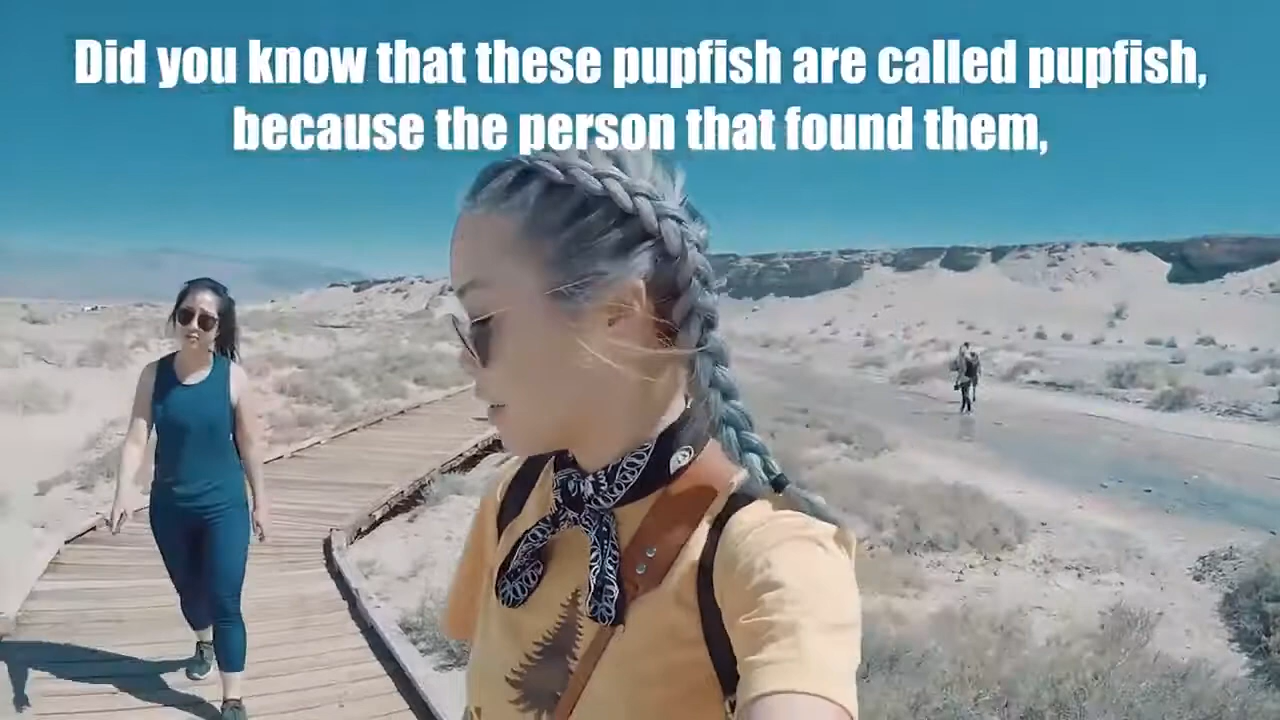 Did you know that these pupfish are called pupfish,
because the person that found them,